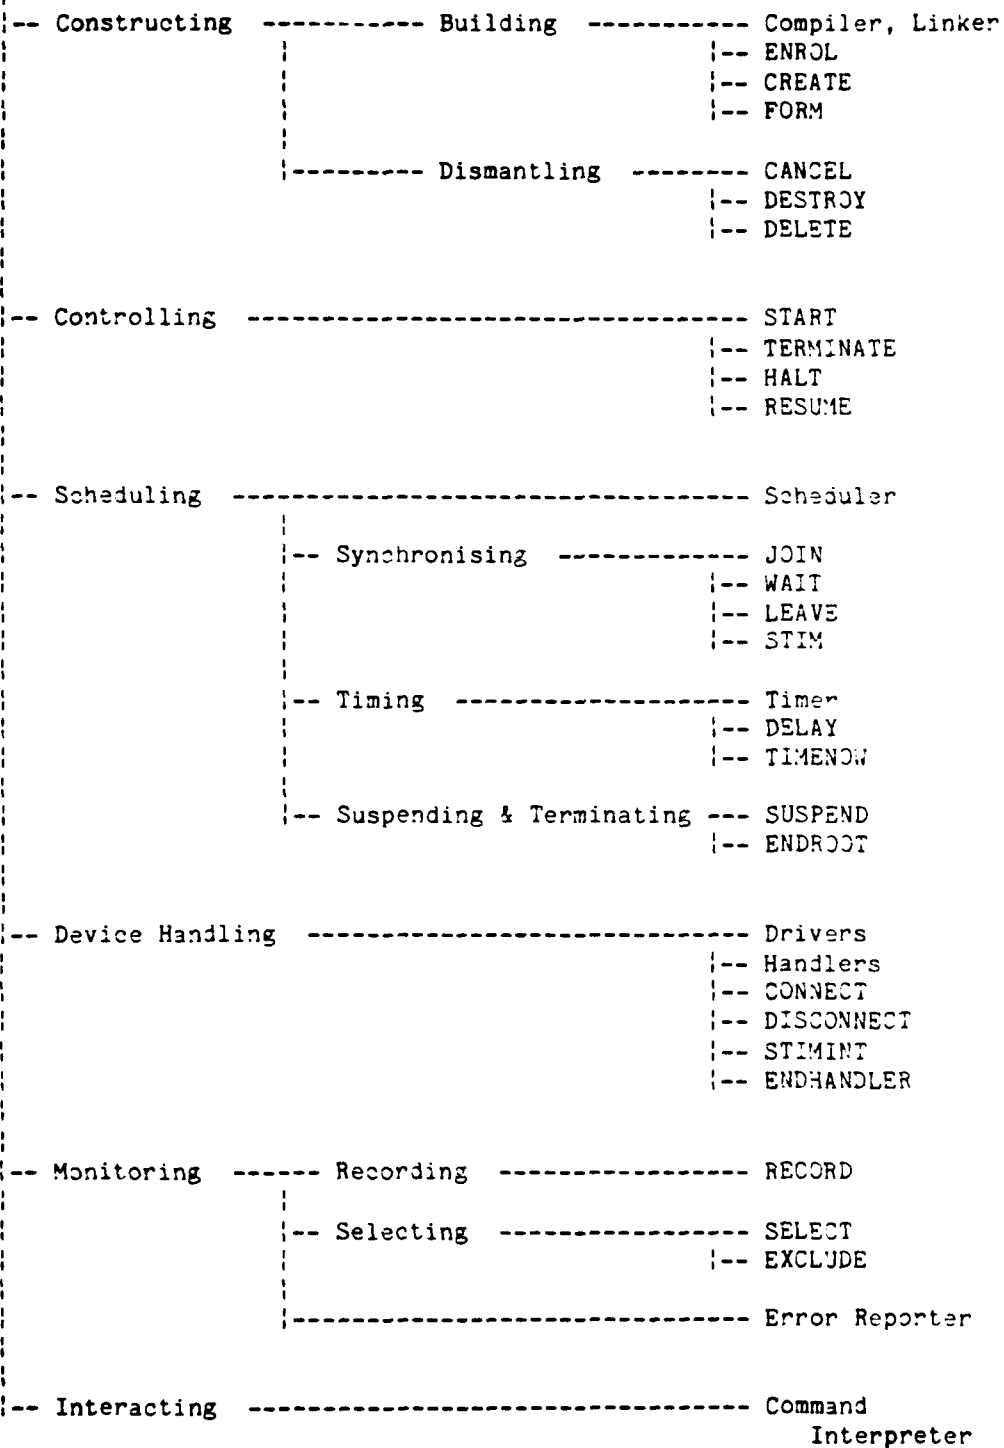 ¦-- Constructing ----------- Building ----------- Compiler, Linker
¦-- ENROL
¦-- CREATE
¦-- FORM
¦--------- Dismantling -------- CANCEL
¦-- DESTROY
¦-- DELETE
¦-- Controlling ---------------------------------- START
¦-- TERMINATE
¦-- HALT
¦-- RESUME
¦-- Scheduling ----------------------------------- Scheduler
¦-- Synchronising ------------- JOIN
¦-- WAIT
¦-- LEAVE
¦-- STIM
¦-- Timing -------------------- Timer
¦-- DELAY
¦-- TIMENOW
¦-- Suspending & Terminating --- SUSPEND
¦-- ENDROOT
¦-- Device Handling ------------------------------ Drivers
¦-- Handlers
¦-- CONNECT
¦-- DISCONNECT
¦-- STIMINT
¦-- ENDHANDLER
¦-- Monitoring ------ Recording ----------------- RECORD
¦-- Selecting ----------------- SELECT
¦-- EXCLUDE
¦------------------------------- Error Reporter
¦-- Interacting ---------------------------------- Command
Interpreter